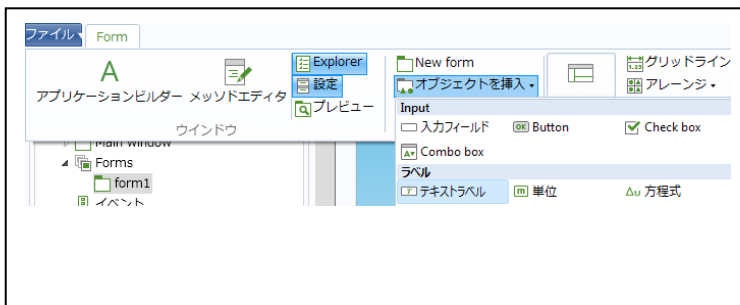 ファイル Form
アプリケーションビルダー
メッソドエディタ
Explorer
設定
プレビュー
ウインドウ
New form
オブジェクトを挿入
グリッドライン
アレーンジ
Input
入力フィールド OK Button Check box
Combo box
ラベル
テキストラベル 単位 Δu 方程式
Main Window
Forms
form1
イベント